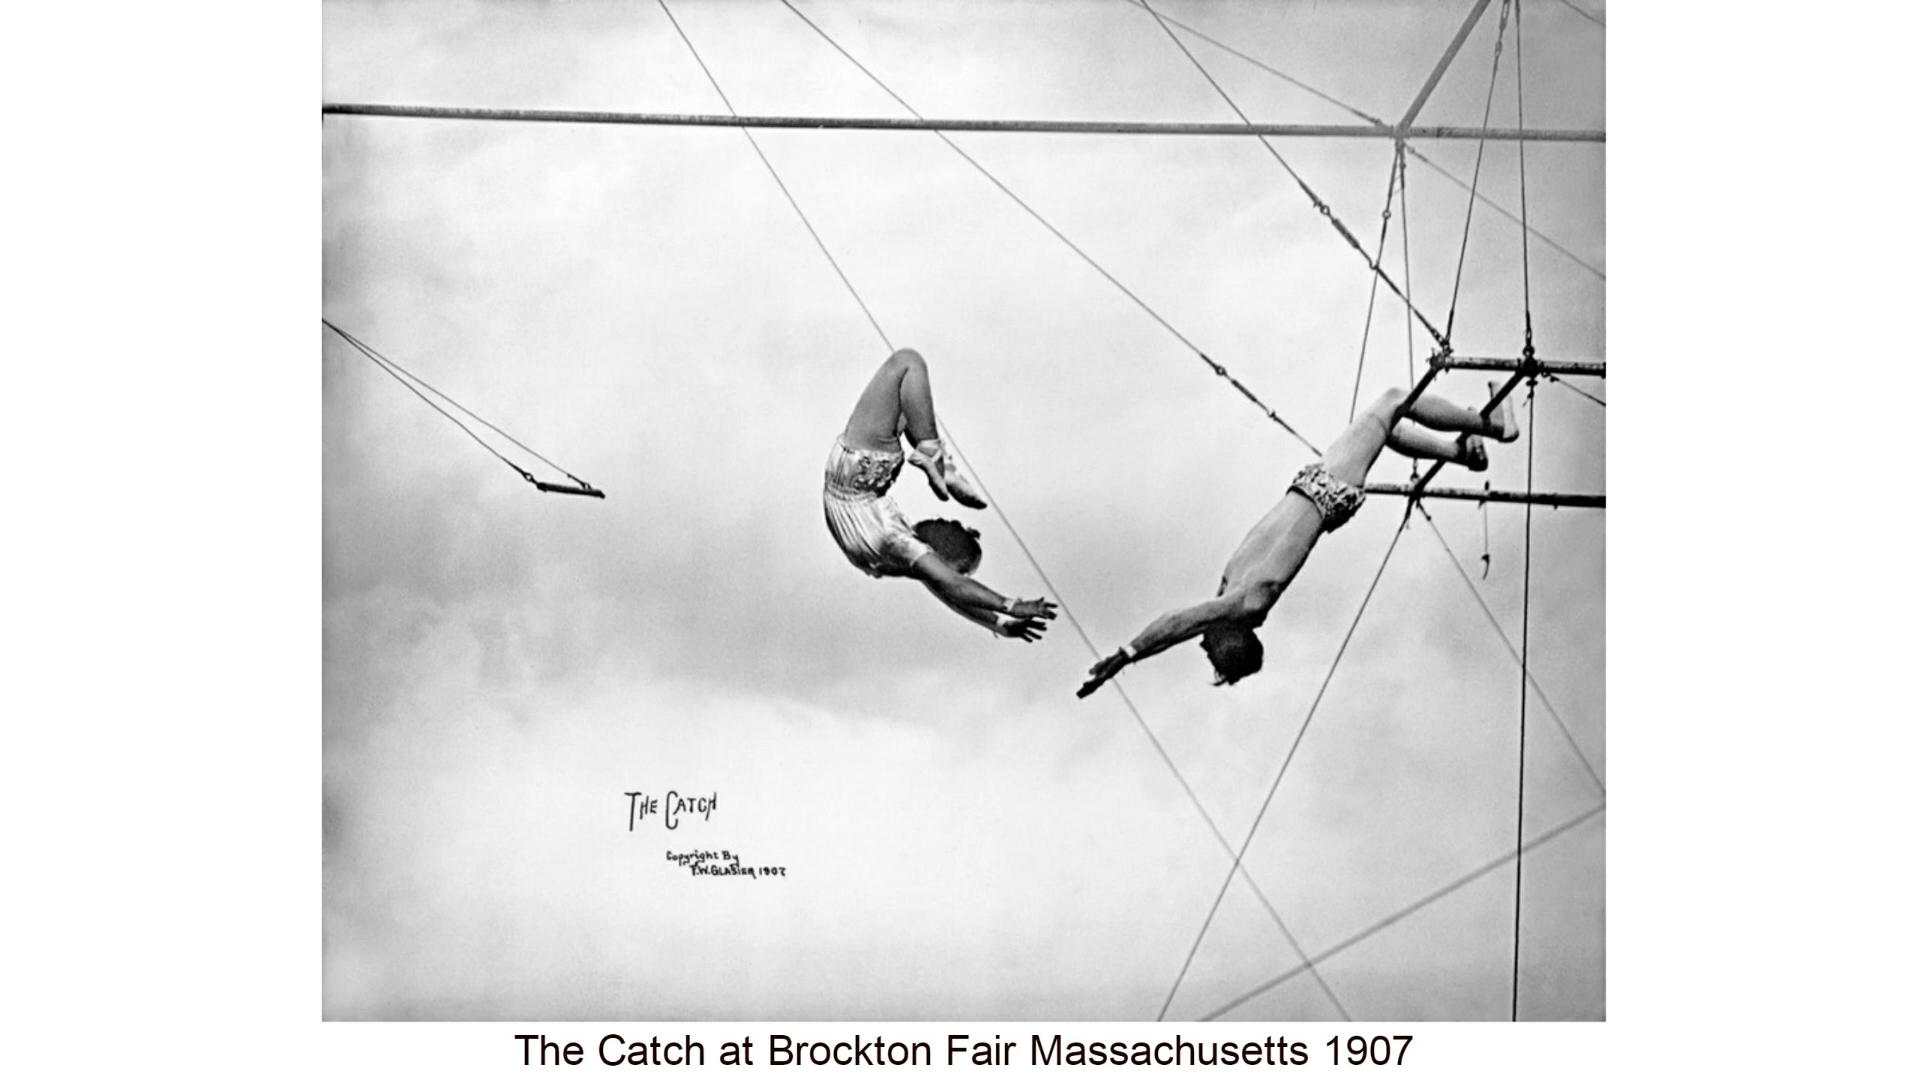 THE CATCH
Copyright By
F.W. GLASIER 1907
The Catch at Brockton Fair Massachusetts 1907